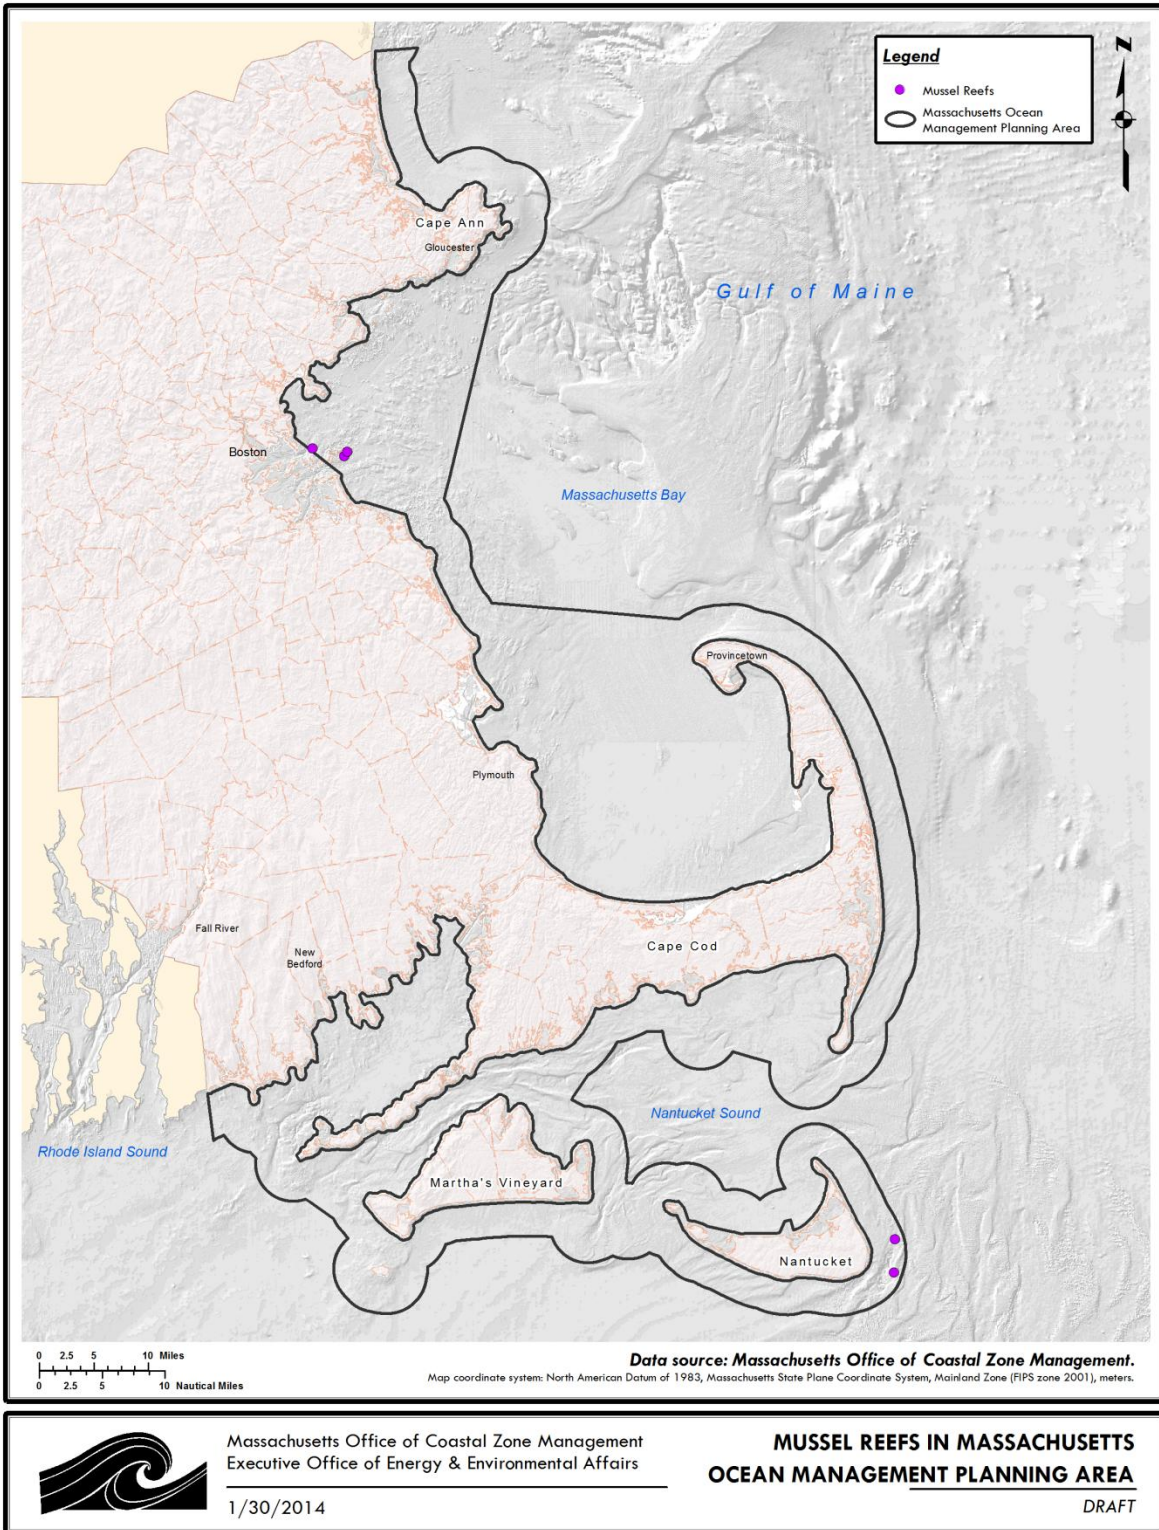 Legend
Mussel Reefs
Massachusetts Ocean
Management Planning Area
N
Cape Ann
Gloucester
Gulf of Maine
Boston
Massachusetts Bay
Provincetown
Plymouth
Fall River
New
Bedford
Cape Cod
Nantucket Sound
Rhode Island Sound
Martha's Vineyard
Nantucket
0 2.5 5 10 Miles
0 2.5 5 10 Nautical Miles
Data source: Massachusetts Office of Coastal Zone Management.
Map coordinate system: North American Datum of 1983, Massachusetts State Plane Coordinate System, Mainland Zone (FIPS zone 2001), meters.
Massachusetts Office of Coastal Zone Management
Executive Office of Energy & Environmental Affairs
1/30/2014
MUSSEL REEFS IN MASSACHUSETTS
OCEAN MANAGEMENT PLANNING AREA
DRAFT